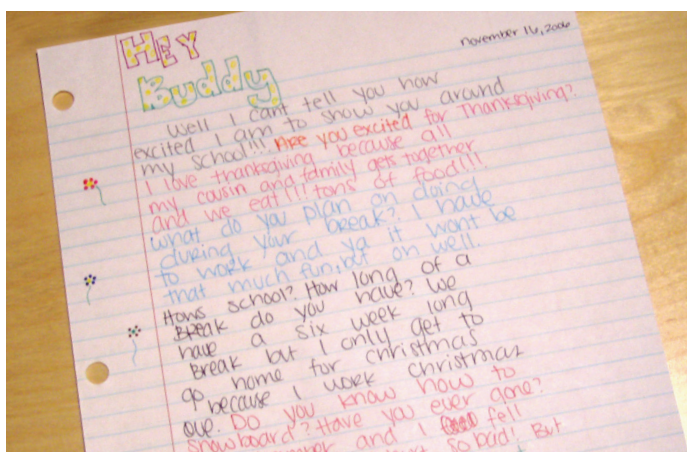 november 16, 2006
HEY
Buddy
Well I cant tell you how
excited I am to show you around
my school!!! Are you excited for Thanksgiving?
I love thanksgiving because all
my cousin and family gets together
and we eat!!! tons of food!!!
what do you plan on doing
during your break? I have
to work and ya it wont be
that much fun, but oh well.
Hows school? How long of a
Break do you have? We
have a six week long
Break but I only get to
go home for christmas
because I work christmas
eve. Do you know how to
snowboard? Have you ever gone?
and I fell
so bad! But